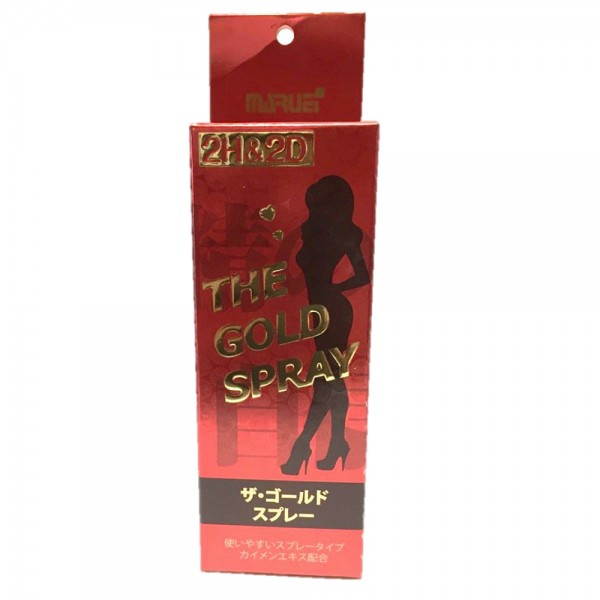 MARUEI
2H&2D
THE
GOLD
SPRAY
ザ・ゴールド
スプレー
使いやすいスプレータイプ
カイメンエキス配合